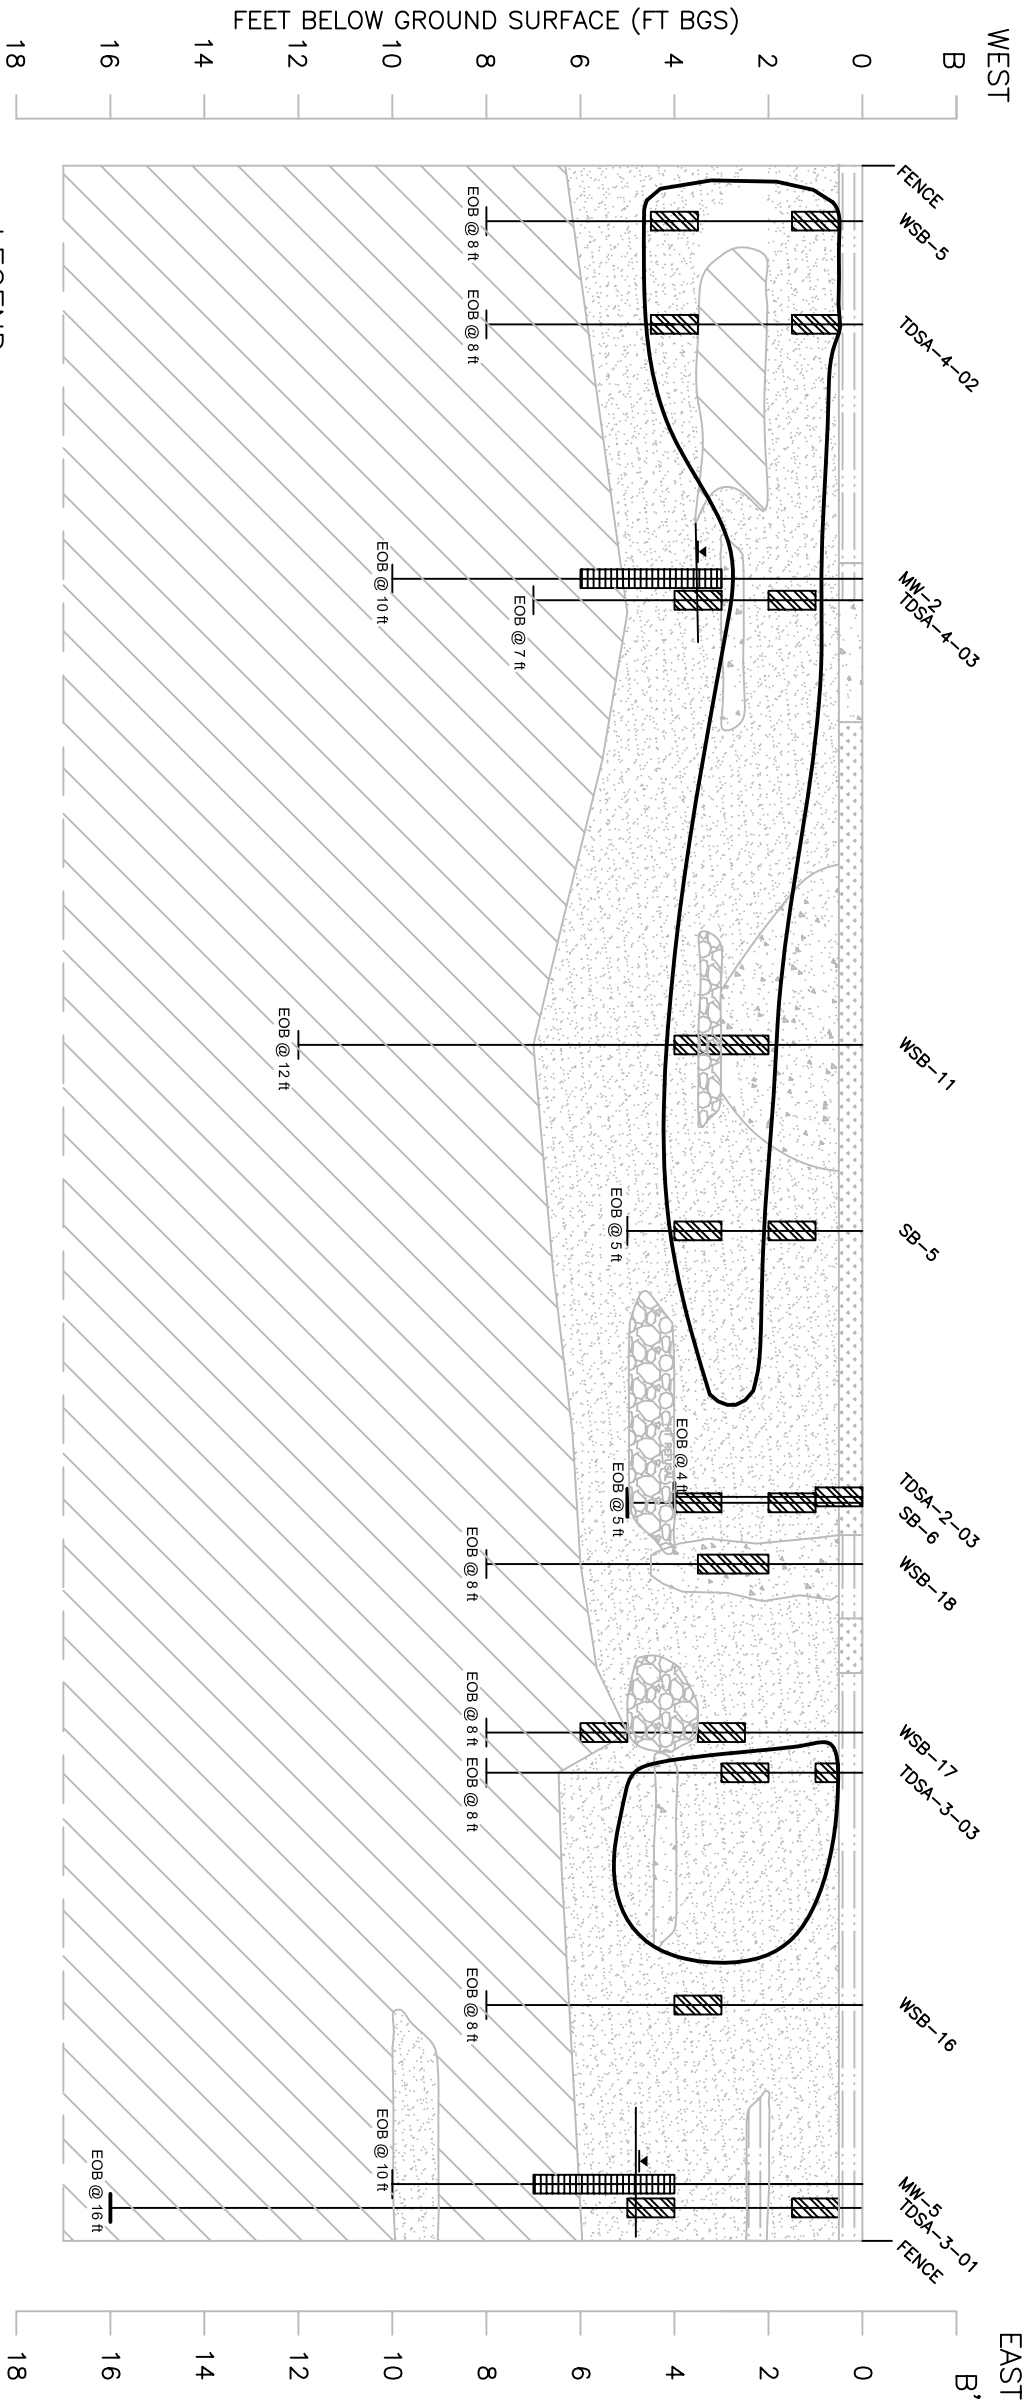 WEST
B
FEET BELOW GROUND SURFACE (FT BGS)
0
2
4
6
8
10
12
14
16
18
FENCE
WSB-5
TDSA-4-02
MW-2
TDSA-4-03
WSB-11
SB-5
TDSA-2-03
SB-6
WSB-18
WSB-17
TDSA-3-03
WSB-16
MW-5
TDSA-3-01
FENCE
EOB @ 8 ft
EOB @ 8 ft
EOB @ 10 ft
EOB @ 7 ft
EOB @ 12 ft
EOB @ 5 ft
EOB @ 4 ft
EOB @ 5 ft
EOB @ 8 ft
EOB @ 8 ft
EOB @ 8 ft
EOB @ 8 ft
EOB @ 10 ft
EOB @ 16 ft
EAST
B'
0
2
4
6
8
10
12
14
16
18